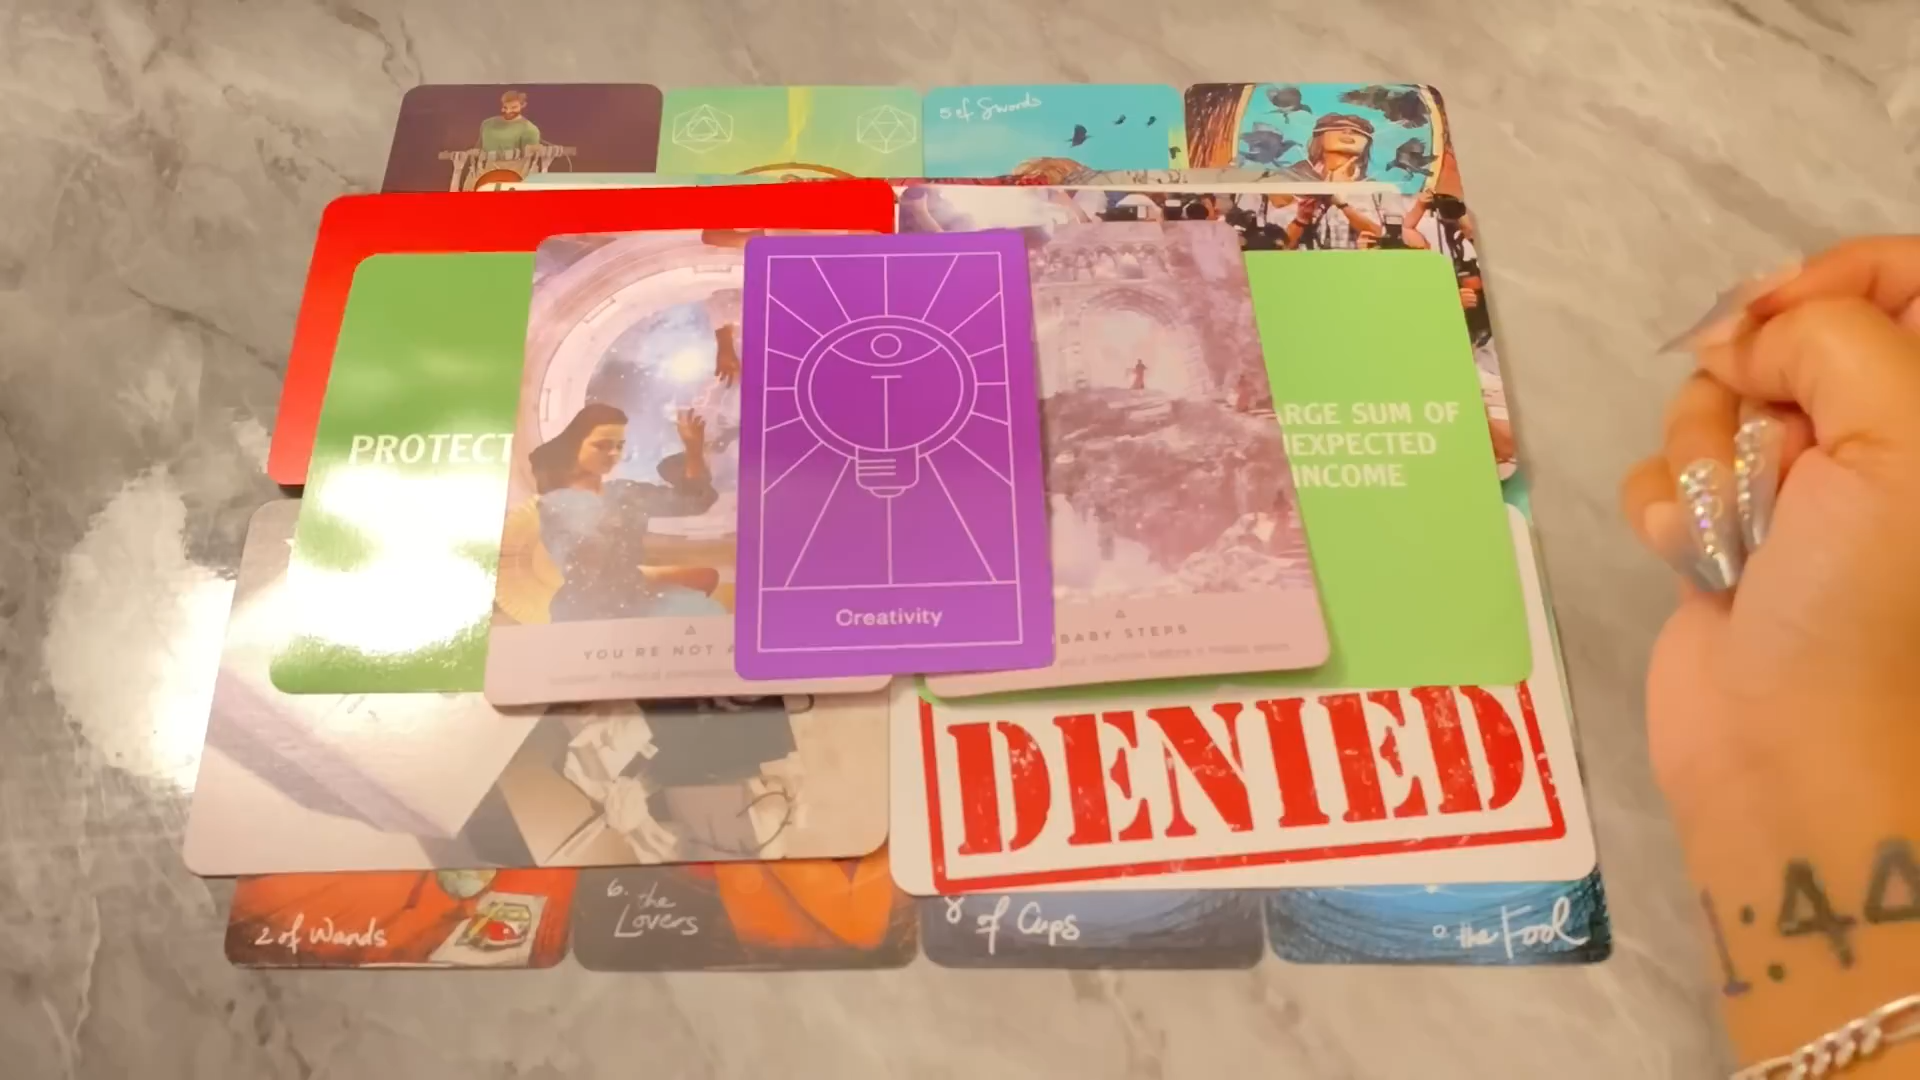 5 of Swords
PROTECT
ARGE SUM OF
EXPECTED
INCOME
YOU'RE NOT A
Creativity
BABY STEPS
DENIED
2 of Wands
6. the
Lovers
8 of Cups
0. the Fool
1:44